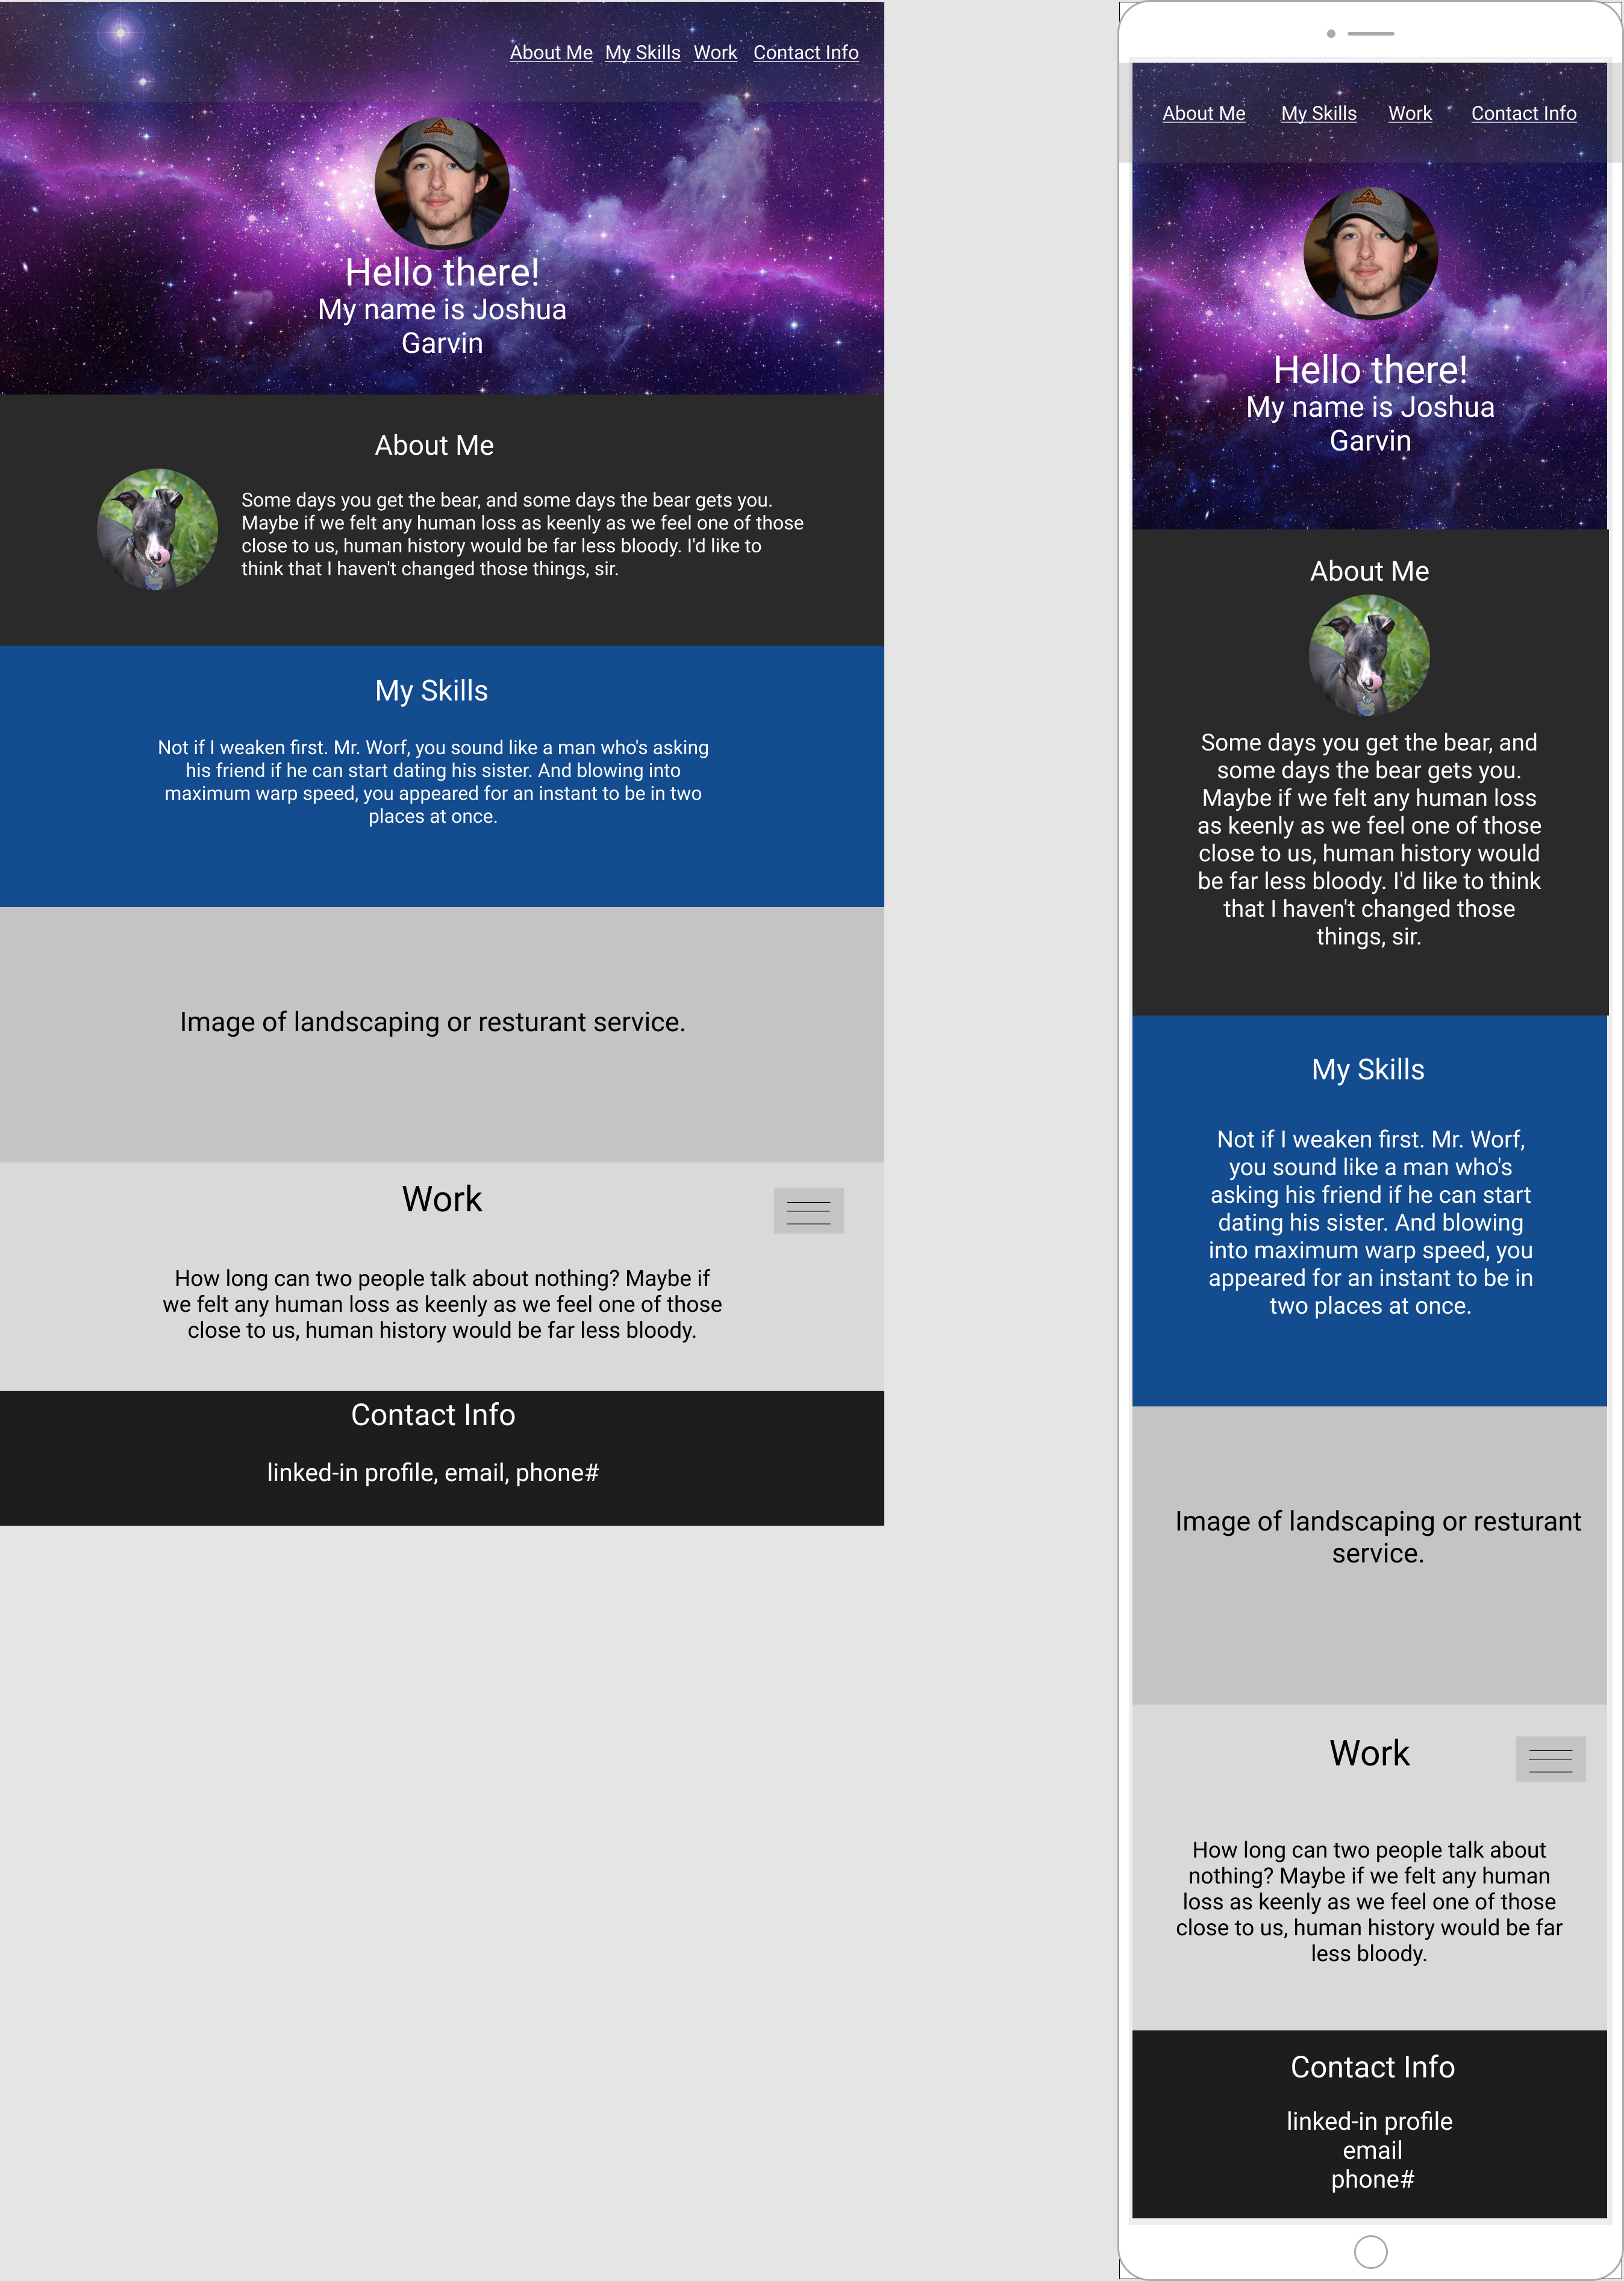 About Me My Skills Work Contact Info
Hello there!
My name is Joshua
Garvin
About Me
Some days you get the bear, and some days the bear gets you.
Maybe if we felt any human loss as keenly as we feel one of those
close to us, human history would be far less bloody. I'd like to
think that I haven't changed those things, sir.
My Skills
Not if I weaken first. Mr. Worf, you sound like a man who's asking
his friend if he can start dating his sister. And blowing into
maximum warp speed, you appeared for an instant to be in two
places at once.
Image of landscaping or resturant service.
Work
How long can two people talk about nothing? Maybe if
we felt any human loss as keenly as we feel one of those
close to us, human history would be far less bloody.
Contact Info
linked-in profile, email, phone#
About Me My Skills Work Contact Info
Hello there!
My name is Joshua
Garvin
About Me
Some days you get the bear, and
some days the bear gets you.
Maybe if we felt any human loss
as keenly as we feel one of those
close to us, human history would
be far less bloody. I'd like to think
that I haven't changed those
things, sir.
My Skills
Not if I weaken first. Mr. Worf,
you sound like a man who's
asking his friend if he can start
dating his sister. And blowing
into maximum warp speed, you
appeared for an instant to be in
two places at once.
Image of landscaping or resturant
service.
Work
How long can two people talk about
nothing? Maybe if we felt any human
loss as keenly as we feel one of those
close to us, human history would be far
less bloody.
Contact Info
linked-in profile
email
phone#